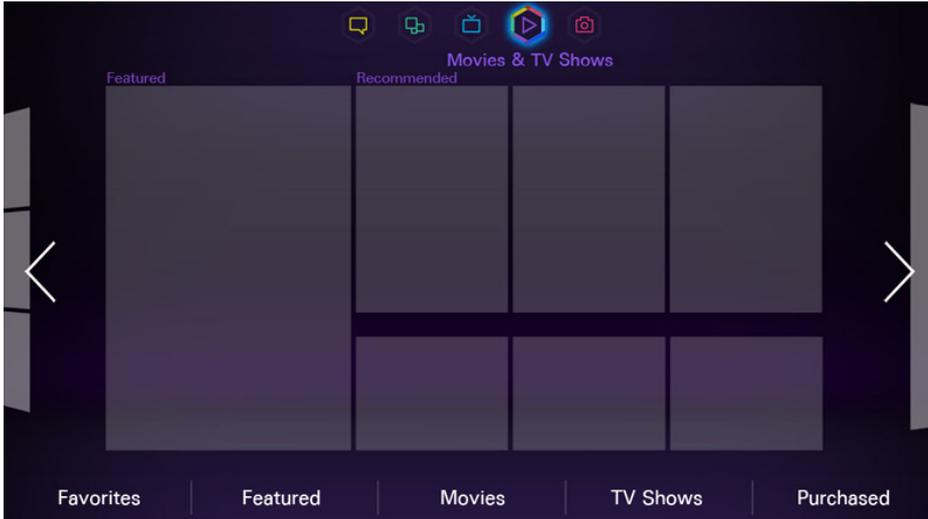 Movies & TV Shows
Featured
Recommended
Favorites
Featured
Movies
TV Shows
Purchased